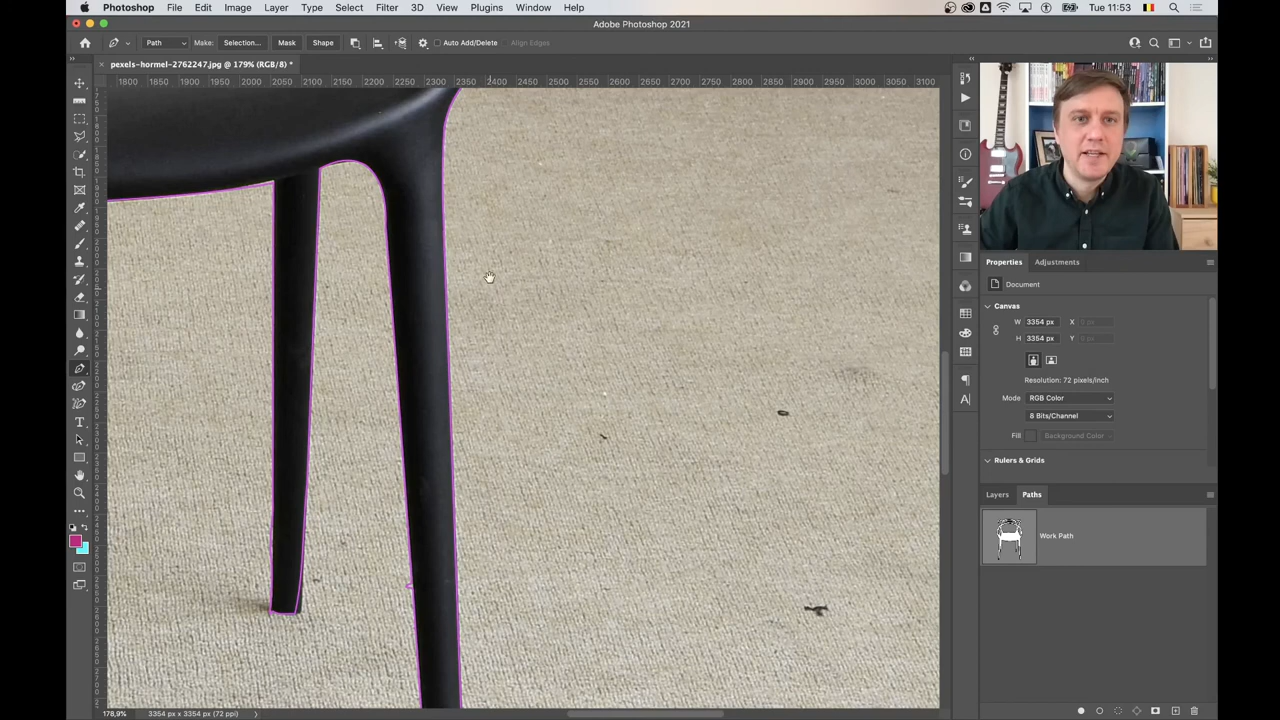 Photoshop File Edit Image Layer Type Select Filter 3D View Plugins Window Help Tue 11:53
Adobe Photoshop 2021
Path Make: Selection... Mask Shape Auto Add/Delete Align Edges
pexels-hormel-2762247.jpg @ 179% (RGB/8) *
1800 1850 1900 1950 2000 2050 2100 2150 2200 2250 2300 2350 2400 2450 2500 2550 2600 2650 2700 2750 2800 2850 2900 2950 3000 3050 3100
Properties Adjustments
Document
Canvas
W 3354 px X 0 px
H 3354 px Y 0 px
Resolution: 72 pixels/inch
Mode RGB Color
8 Bits/Channel
Fill Background Color
Rulers & Grids
Layers Paths
Work Path
178,9% 3354 px x 3354 px (72 ppi)